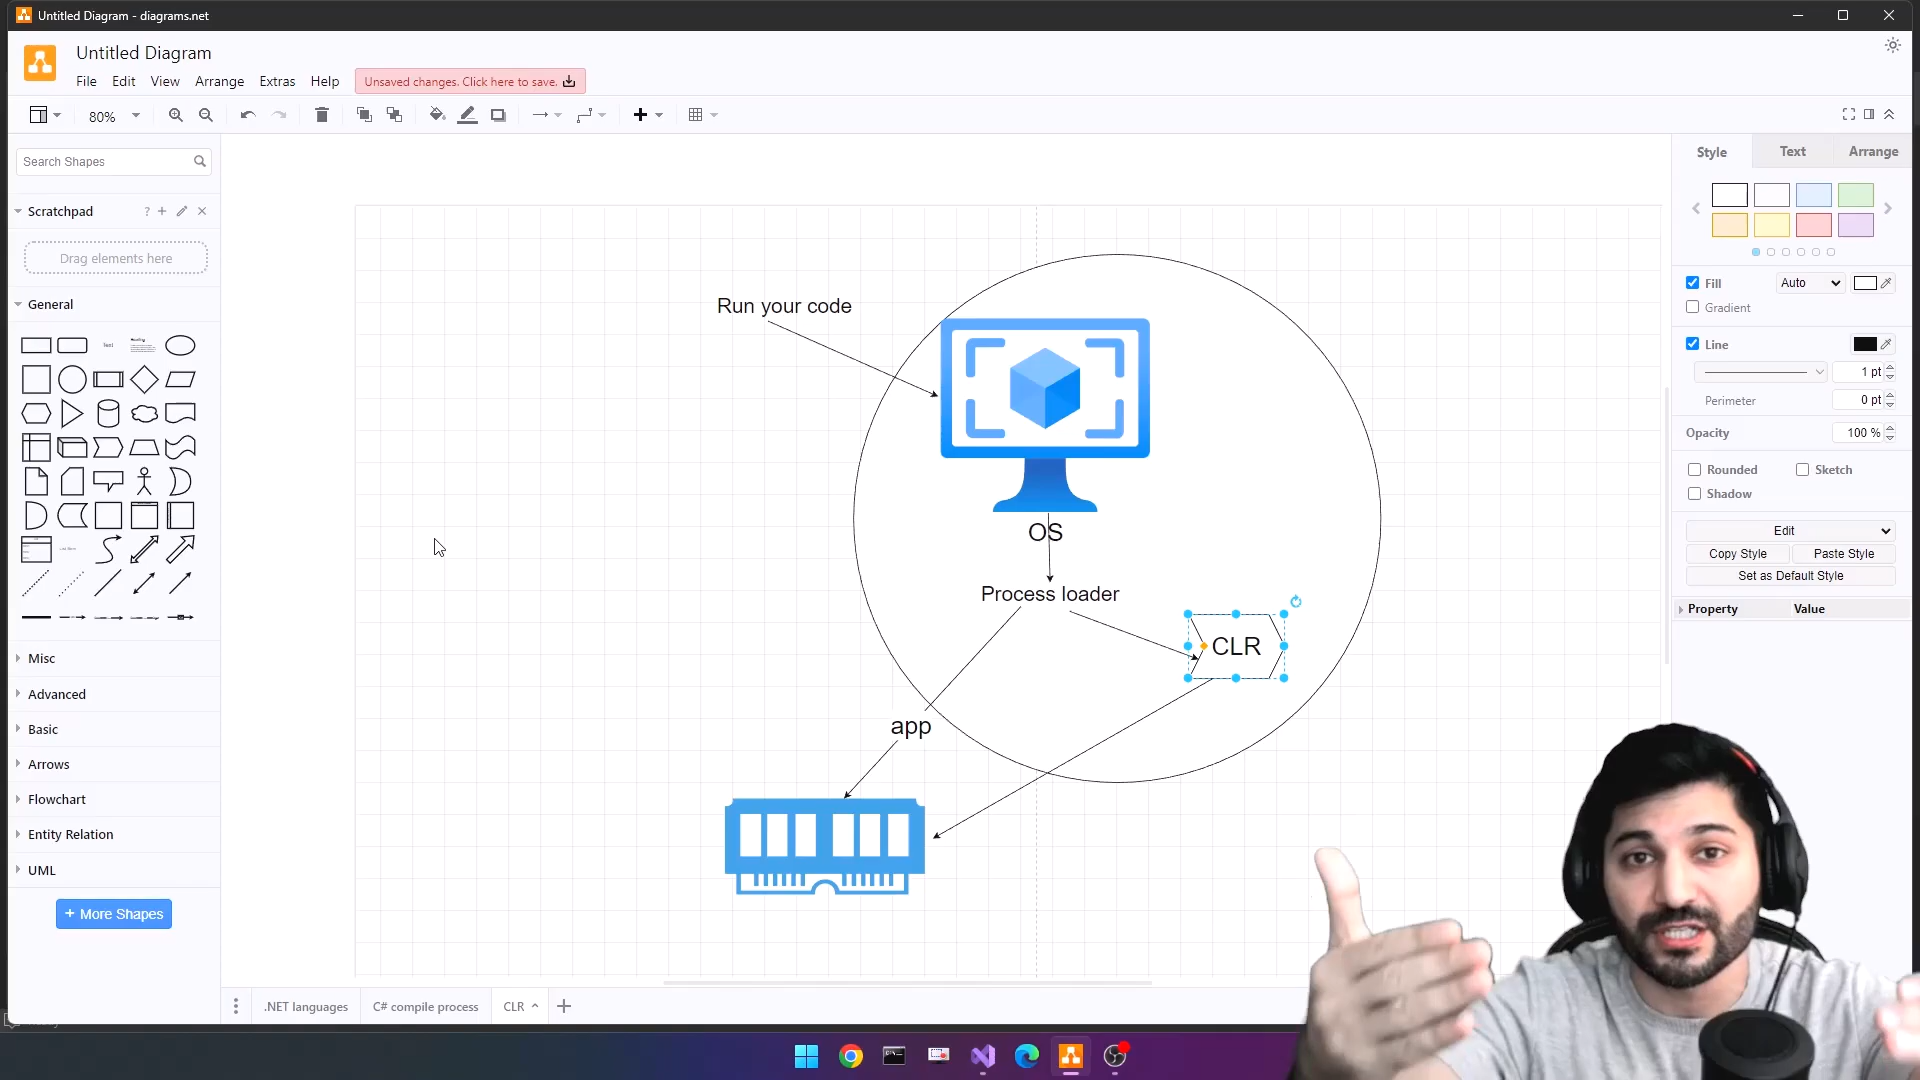 Untitled Diagram - diagrams.net
Untitled Diagram
File Edit View Arrange Extras Help Unsaved changes. Click here to save.
80%
Search Shapes
Scratchpad
?
Drag elements here
General
Text
Heading
List Item
Misc
Advanced
Basic
Arrows
Flowchart
Entity Relation
UML
+ More Shapes
Run your code
OS
Process loader
CLR
app
Style Text Arrange
Fill Auto
Gradient
Line
1 pt
Perimeter 0 pt
Opacity 100 %
Rounded Sketch
Shadow
Edit
Copy Style Paste Style
Set as Default Style
Property Value
.NET languages C# compile process CLR